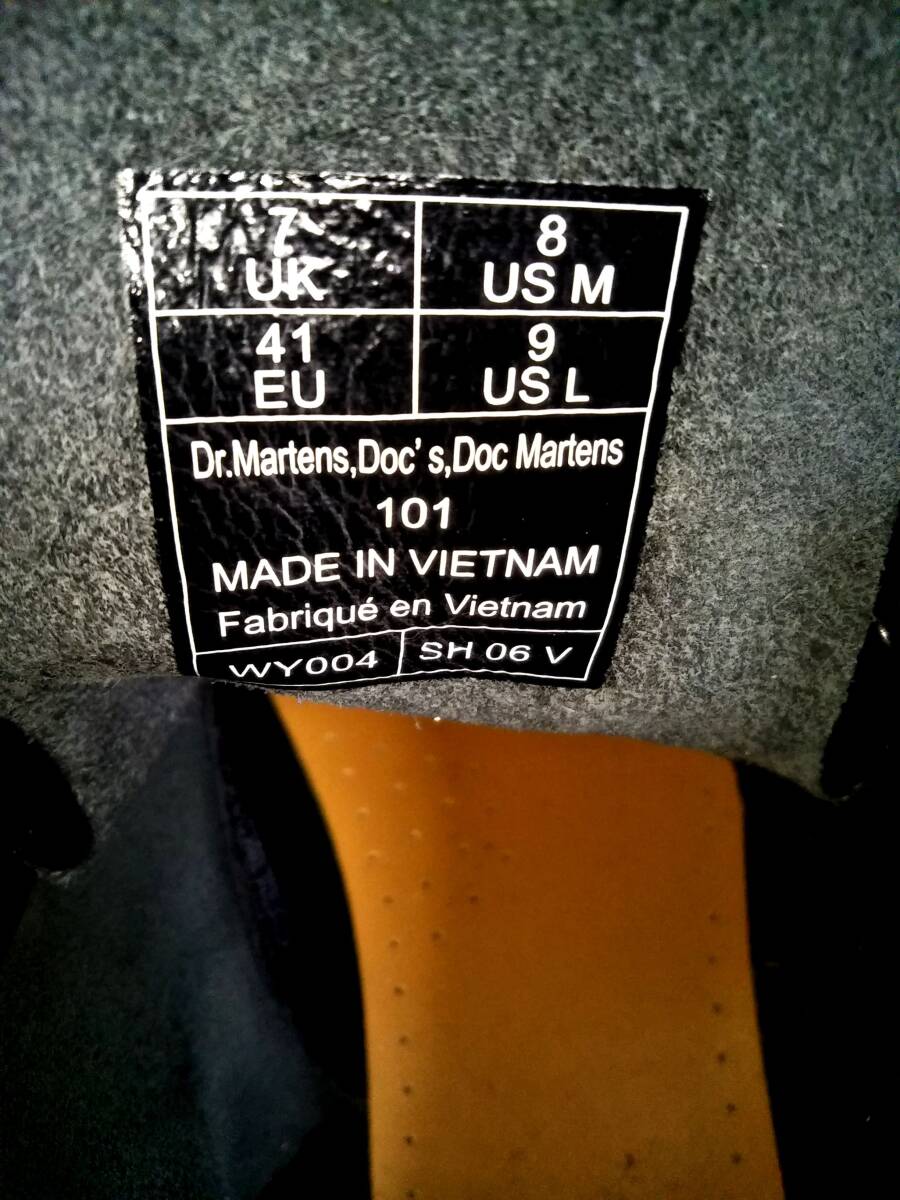 7
UK
8
US M
41
EU
9
US L
Dr.Martens,Doc's,Doc Martens
101
MADE IN VIETNAM
Fabriqué en Vietnam
WY004
SH 06 V